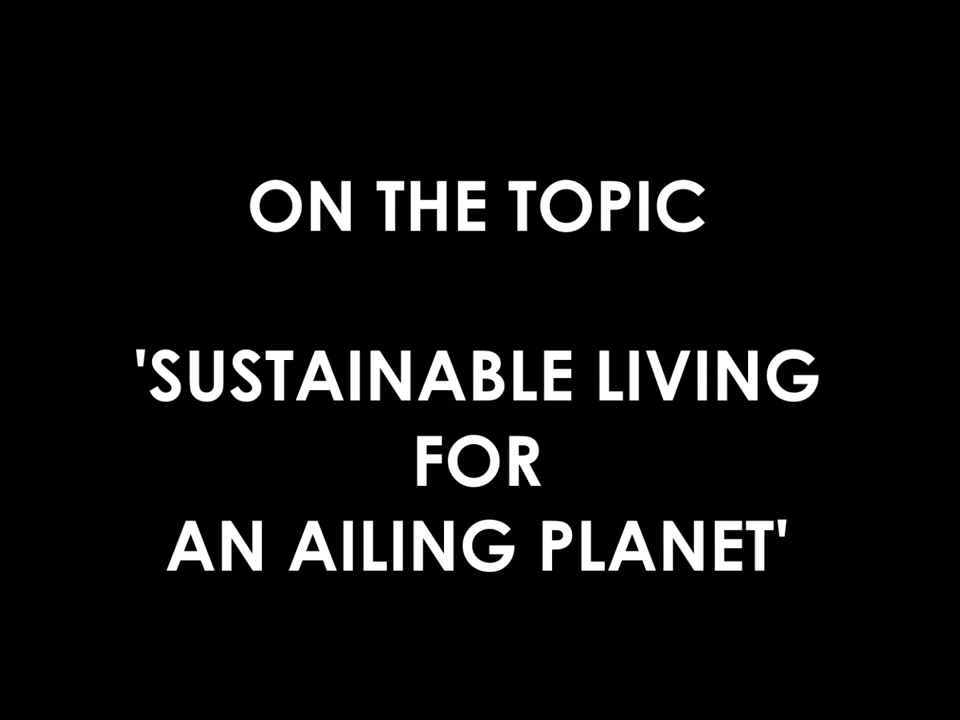 ON THE TOPIC
'SUSTAINABLE LIVING
FOR
AN AILING PLANET'